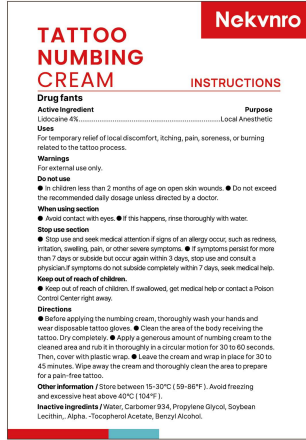 Nekvnro
TATTOO
NUMBING
CREAM
INSTRUCTIONS
Drug fants
Active Ingredient Purpose
Lidocaine 4%..........................................................Local Anesthetic
Uses
For temporary relief of local discomfort, itching, pain, soreness, or burning
related to the tattoo process.
Warnings
For external use only.
Do not use
● In children less than 2 months of age on open skin wounds. ● Do not exceed
the recommended daily dosage unless directed by a doctor.
When using section
● Avoid contact with eyes. ● If this happens, rinse thoroughly with water.
Stop use section
● Stop use and seek medical attention if signs of an allergy occur, such as redness,
irritation, swelling, pain, or other severe symptoms. ● If symptoms persist for more
than 7 days or subside but occur again within 3 days, stop use and consult a
physician.If symptoms do not subside completely within 7 days, seek medical help.
Keep out of reach of children.
● Keep out of reach of children. If swallowed, get medical help or contact a Poison
Control Center right away.
Directions
● Before applying the numbing cream, thoroughly wash your hands and
wear disposable tattoo gloves. ● Clean the area of the body receiving the
tattoo. Dry completely. ● Apply a generous amount of numbing cream to the
cleaned area and rub it in thoroughly in a circular motion for 30 to 60 seconds.
Then, cover with plastic wrap. ● Leave the cream and wrap in place for 30 to
45 minutes. Wipe away the cream and thoroughly clean the area to prepare
for a pain-free tattoo.
Other information / Store between 15-30°C ( 59-86°F ). Avoid freezing
and excessive heat above 40°C ( 104°F ).
Inactive ingredints / Water, Carbomer 934, Propylene Glycol, Soybean
Lecithin,. Alpha. -Tocopherol Acetate, Benzyl Alcohol.